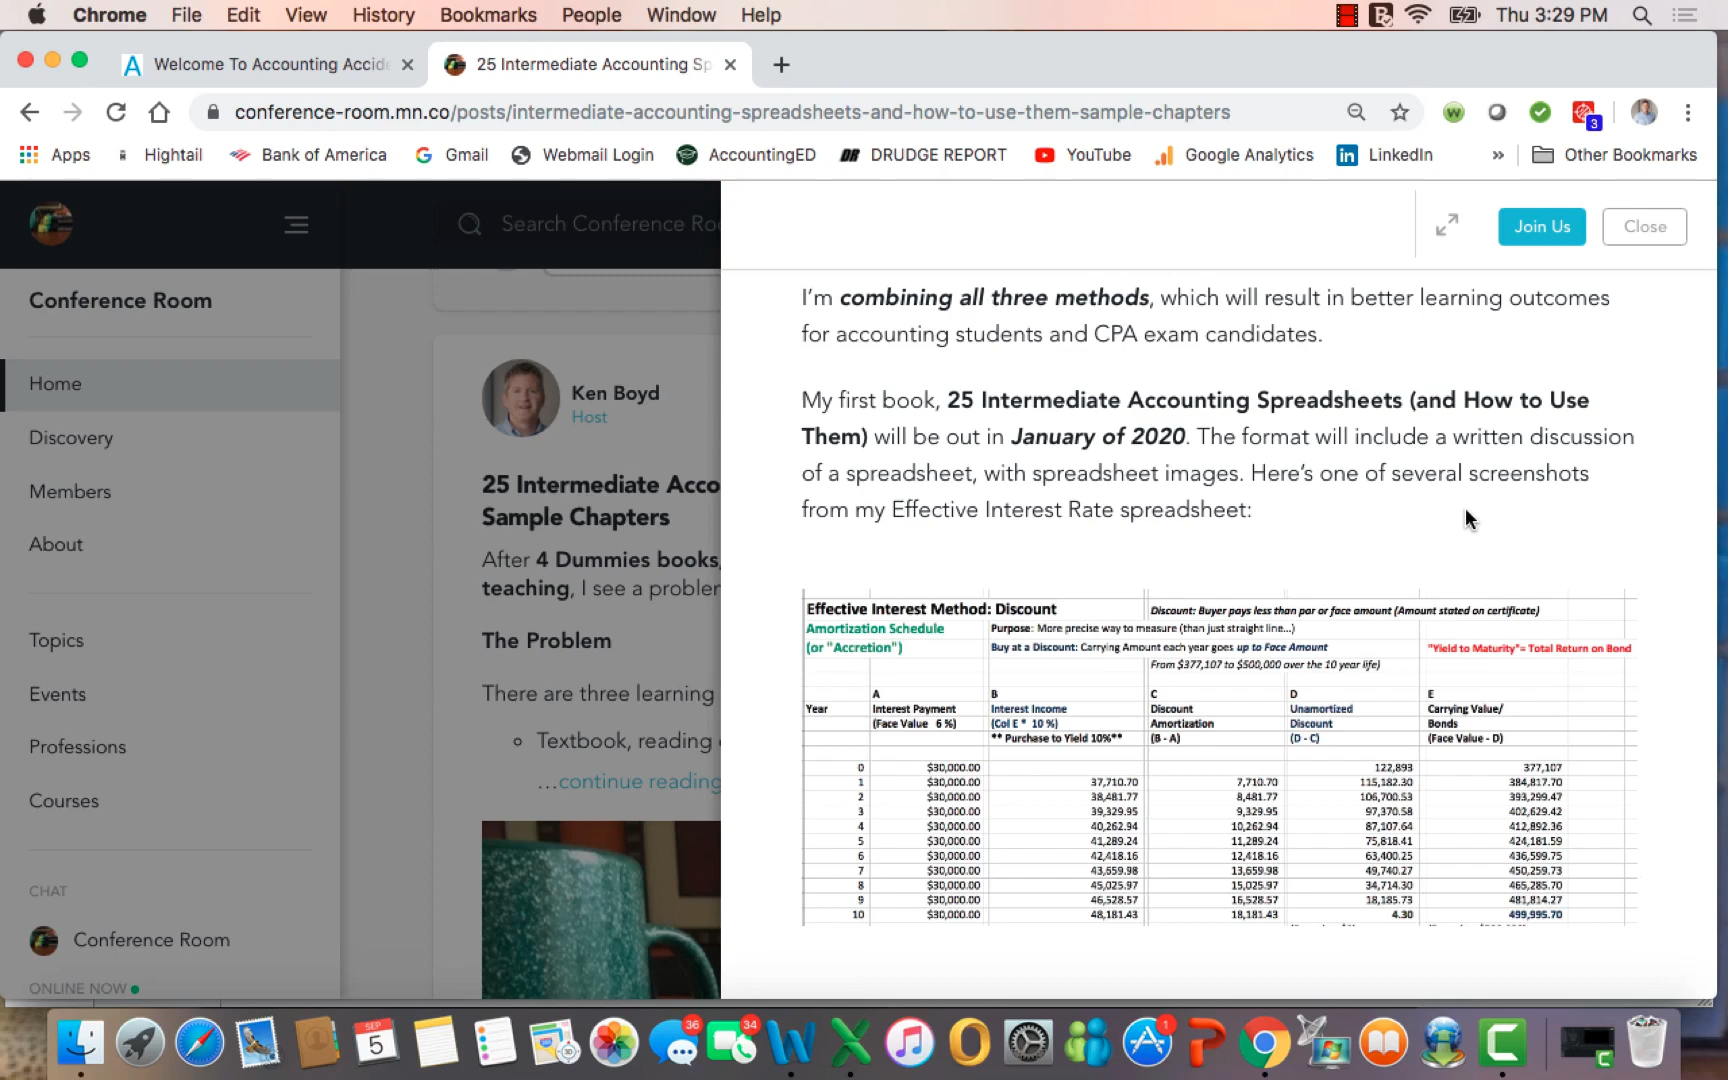 Chrome File Edit View History Bookmarks People Window Help Thu 3:29 PM
Welcome To Accounting Accid
25 Intermediate Accounting Sp
conference-room.mn.co/posts/intermediate-accounting-spreadsheets-and-how-to-use-them-sample-chapters
3
Apps Hightail Bank of America Gmail Webmail Login AccountingED DRUDGE REPORT YouTube Google Analytics LinkedIn » Other Bookmarks
Search Conference Roo
Join Us Close
Conference Room
Home
Discovery
Members
About
Topics
Events
Professions
Courses
CHAT
Conference Room
ONLINE NOW
Ken Boyd
Host
25 Intermediate Acco
Sample Chapters
After 4 Dummies books,
teaching, I see a problem
The Problem
There are three learning
Textbook, reading
...continue reading
I'm combining all three methods, which will result in better learning outcomes
for accounting students and CPA exam candidates.
My first book, 25 Intermediate Accounting Spreadsheets (and How to Use
Them) will be out in January of 2020. The format will include a written discussion
of a spreadsheet, with spreadsheet images. Here's one of several screenshots
from my Effective Interest Rate spreadsheet:
Effective Interest Method: Discount Discount: Buyer pays less than par or face amount (Amount stated on certificate)
Amortization Schedule Purpose: More precise way to measure (than just straight line...)
(or "Accretion") Buy at a Discount: Carrying Amount each year goes up to Face Amount "Yield to Maturity"= Total Return on Bond
From $377,107 to $500,000 over the 10 year life)
A B C D E
Year Interest Payment Interest Income Discount Unamortized Carrying Value/
(Face Value 6 %) (Col E * 10 %) Amortization Discount Bonds
** Purchase to Yield 10%** (B - A) (D - C) (Face Value - D)
0 $30,000.00 122,893 377,107
1 $30,000.00 37,710.70 7,710.70 115,182.30 384,817.70
2 $30,000.00 38,481.77 8,481.77 106,700.53 393,299.47
3 $30,000.00 39,329.95 9,329.95 97,370.58 402,629.42
4 $30,000.00 40,262.94 10,262.94 87,107.64 412,892.36
5 $30,000.00 41,289.24 11,289.24 75,818.41 424,181.59
6 $30,000.00 42,418.16 12,418.16 63,400.25 436,599.75
7 $30,000.00 43,659.98 13,659.98 49,740.27 450,259.73
8 $30,000.00 45,025.97 15,025.97 34,714.30 465,285.70
9 $30,000.00 46,528.57 16,528.57 18,185.73 481,814.27
10 $30,000.00 48,181.43 18,181.43 4.30 499,995.70
SEP 5 36 34 1